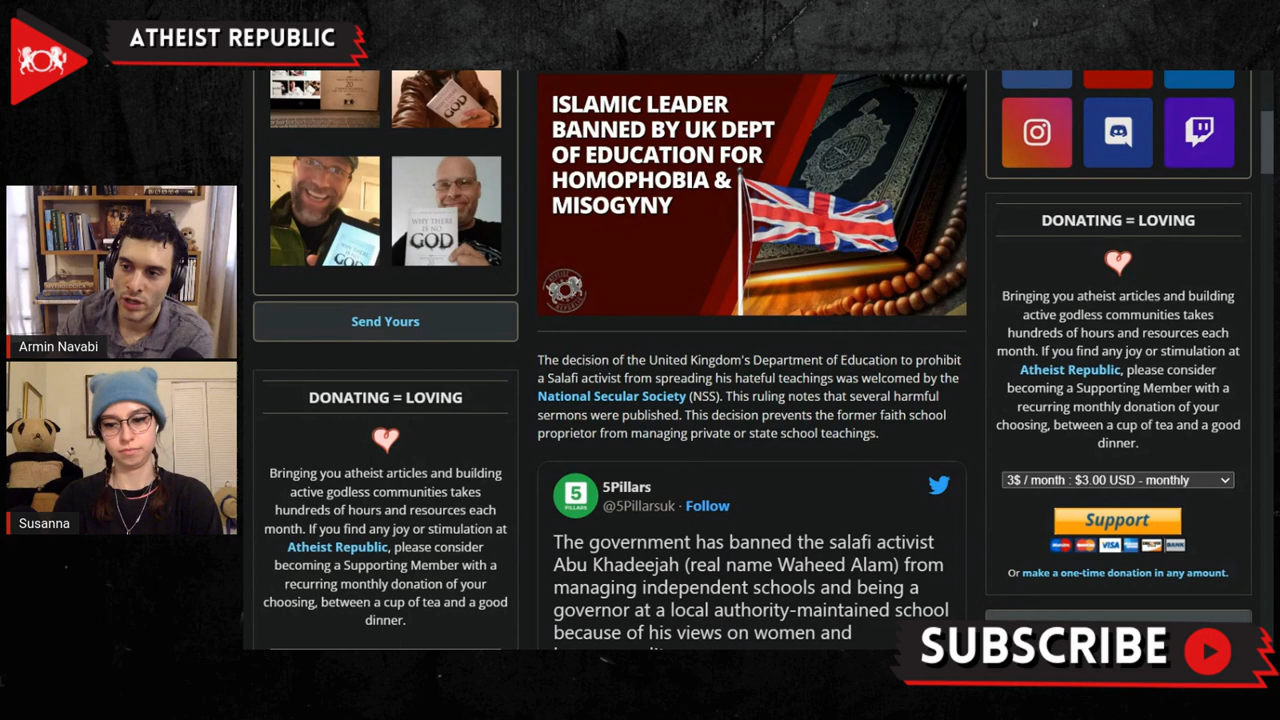 ATHEIST REPUBLIC
Armin Navabi
Susanna
WHY THERE
IS NO
GOD
Send Yours
DONATING = LOVING
Bringing you atheist articles and building
active godless communities takes
hundreds of hours and resources each
month. If you find any joy or stimulation at
Atheist Republic, please consider
becoming a Supporting Member with a
recurring monthly donation of your
choosing, between a cup of tea and a good
dinner.
ISLAMIC LEADER
BANNED BY UK DEPT
OF EDUCATION FOR
HOMOPHOBIA &
MISOGYNY
The decision of the United Kingdom's Department of Education to prohibit
a Salafi activist from spreading his hateful teachings was welcomed by the
National Secular Society (NSS). This ruling notes that several harmful
sermons were published. This decision prevents the former faith school
proprietor from managing private or state school teachings.
5
PILLARS
5Pillars
@5Pillarsuk · Follow
The government has banned the salafi activist
Abu Khadeejah (real name Waheed Alam) from
managing independent schools and being a
governor at a local authority-maintained school
because of his views on women and
DONATING = LOVING
Bringing you atheist articles and building
active godless communities takes
hundreds of hours and resources each
month. If you find any joy or stimulation at
Atheist Republic, please consider
becoming a Supporting Member with a
recurring monthly donation of your
choosing, between a cup of tea and a good
dinner.
3$ / month : $3.00 USD - monthly
Support
VISA
BANK
Or make a one-time donation in any amount.
SUBSCRIBE